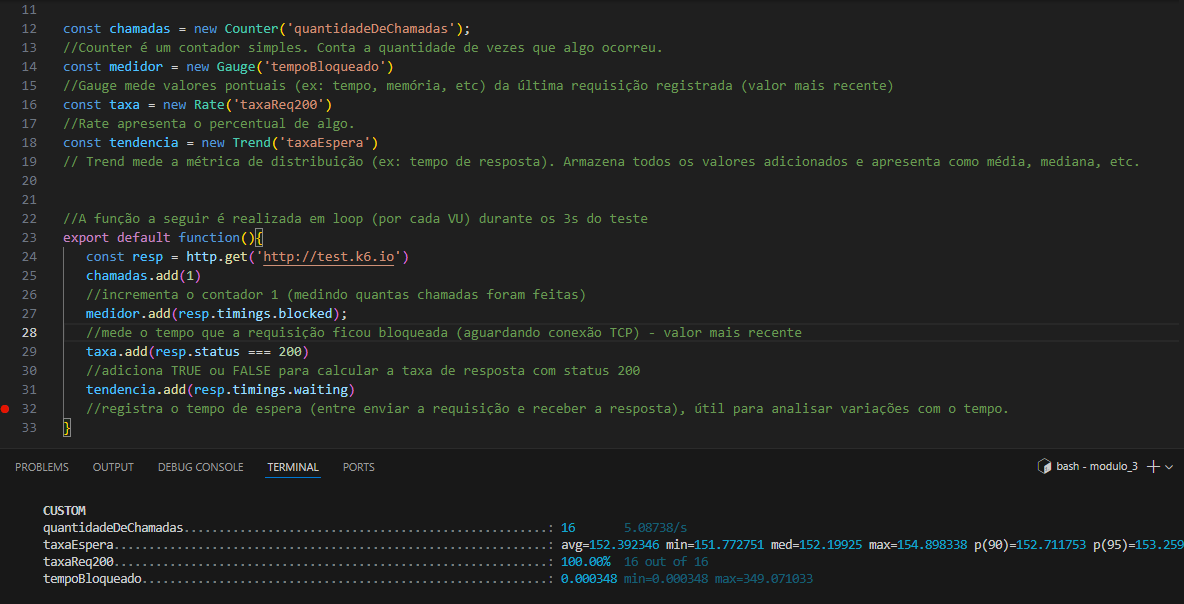 11
12 const chamadas = new Counter('quantidadeDeChamadas');
13 //Counter é um contador simples. Conta a quantidade de vezes que algo ocorreu.
14 const medidor = new Gauge('tempoBloqueado')
15 //Gauge mede valores pontuais (ex: tempo, memória, etc) da última requisição registrada (valor mais recente)
16 const taxa = new Rate('taxaReq200')
17 //Rate apresenta o percentual de algo.
18 const tendencia = new Trend('taxaEspera')
19 // Trend mede a métrica de distribuição (ex: tempo de resposta). Armazena todos os valores adicionados e apresenta como média, mediana, etc.
20
21
22 //A função a seguir é realizada em loop (por cada VU) durante os 3s do teste
23 export default function(){
24 const resp = http.get('http://test.k6.io')
25 chamadas.add(1)
26 //incrementa o contador 1 (medindo quantas chamadas foram feitas)
27 medidor.add(resp.timings.blocked);
28 //mede o tempo que a requisição ficou bloqueada (aguardando conexão TCP) - valor mais recente
29 taxa.add(resp.status === 200)
30 //adiciona TRUE ou FALSE para calcular a taxa de resposta com status 200
31 tendencia.add(resp.timings.waiting)
32 //registra o tempo de espera (entre enviar a requisição e receber a resposta), útil para analisar variações com o tempo.
33 }
PROBLEMS OUTPUT DEBUG CONSOLE TERMINAL PORTS bash - modulo_3
CUSTOM
quantidadeDeChamadas................................................: 16 5.08738/s
taxaEspera..........................................................: avg=152.392346 min=151.772751 med=152.19925 max=154.898338 p(90)=152.711753 p(95)=153.259
taxaReq200..........................................................: 100.00% 16 out of 16
tempoBloqueado......................................................: 0.000348 min=0.000348 max=349.071033